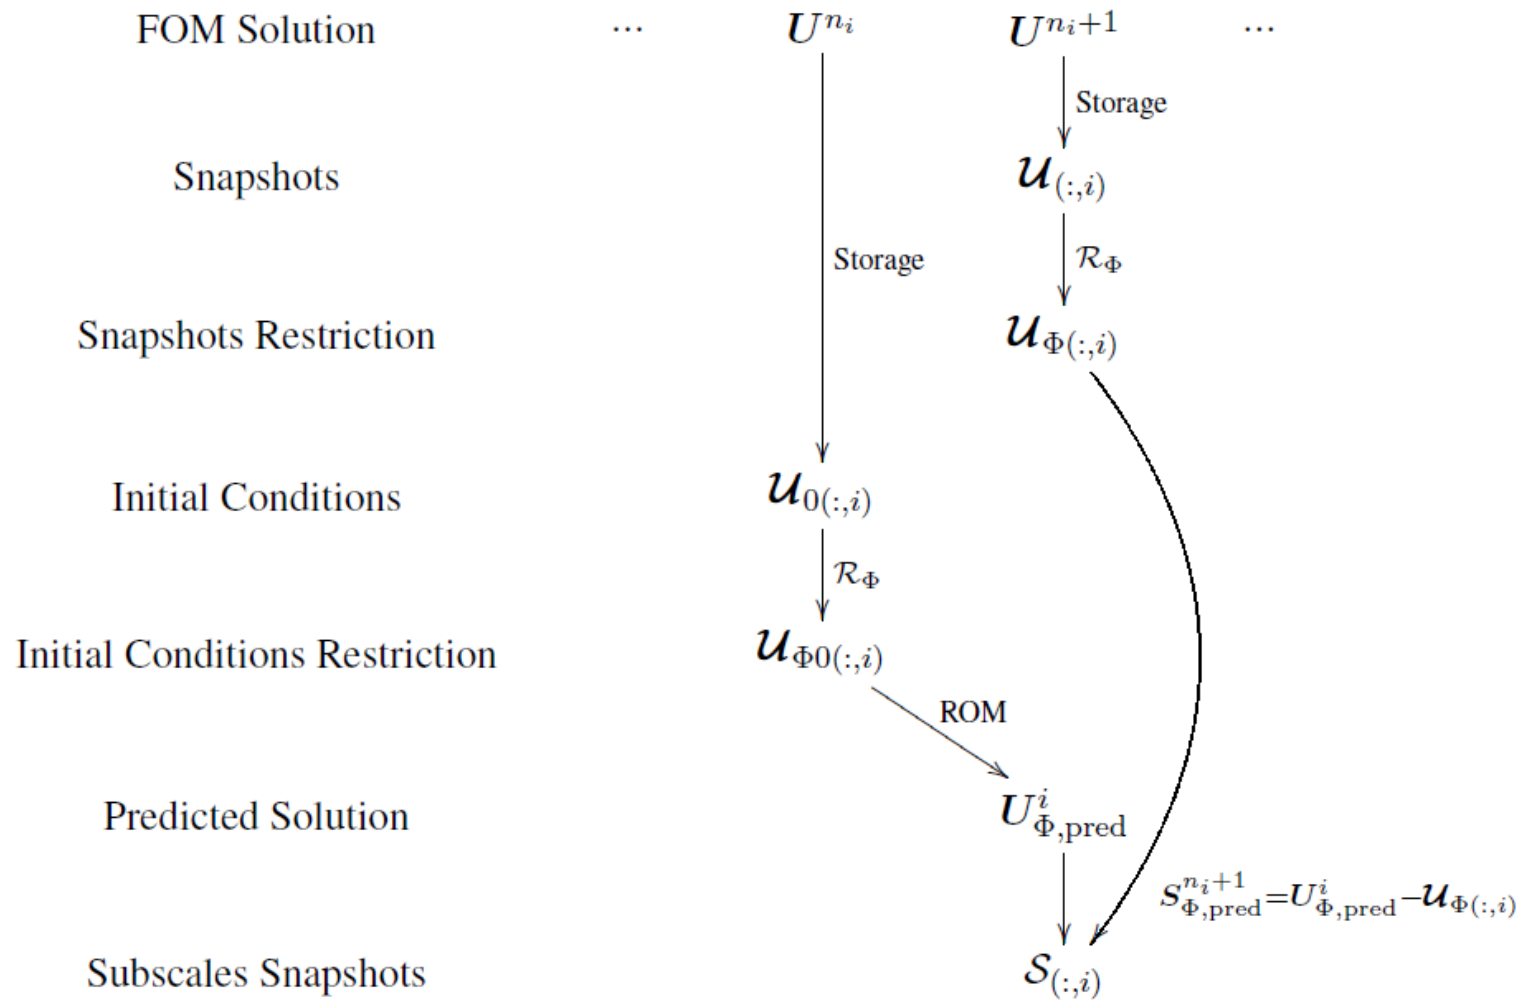 FOM Solution ... U^{n_i} U^{n_i+1} ...
Storage
Snapshots 𝓤_{(:,i)}
Storage R_Φ
Snapshots Restriction 𝓤_{Φ(:,i)}
Initial Conditions 𝓤_{0(:,i)}
R_Φ
Initial Conditions Restriction 𝓤_{Φ0(:,i)}
ROM
Predicted Solution U^i_{Φ,pred}
S^{n_i+1}_{Φ,pred}=U^i_{Φ,pred}−𝓤_{Φ(:,i)}
Subscales Snapshots S_{(:,i)}